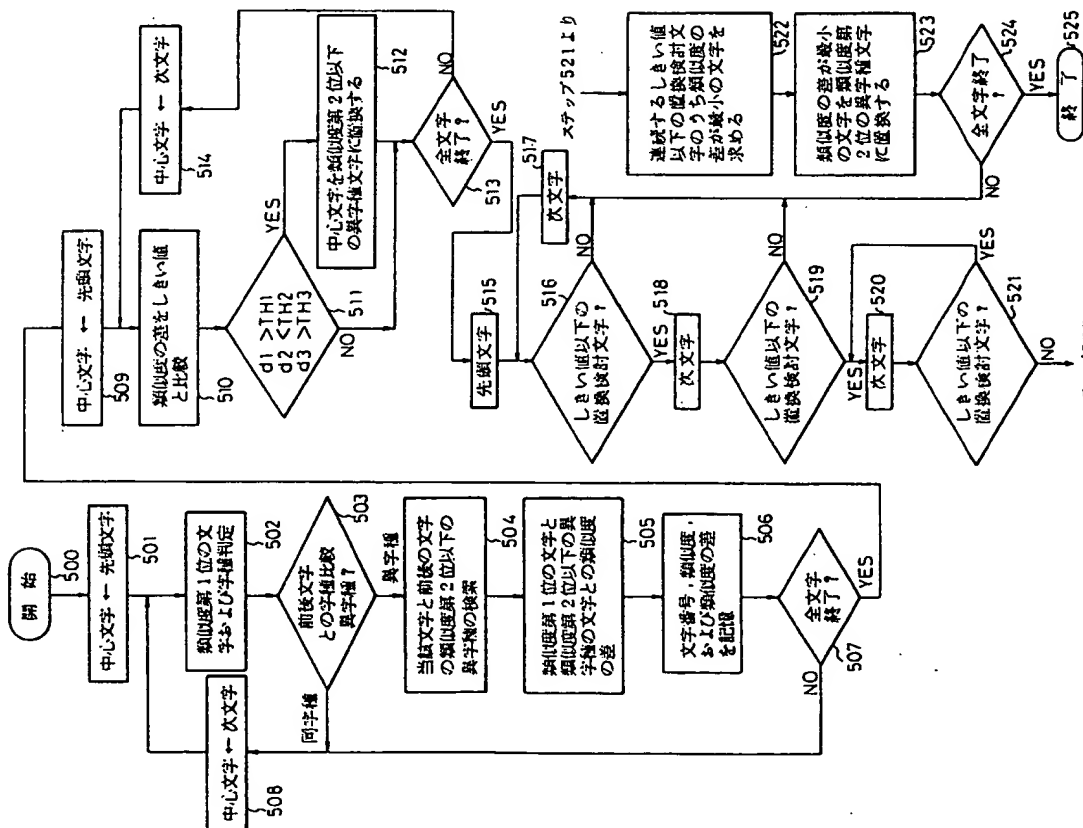 開始
500
中心文字 ← 先頭文字
501
類似度第1位の文
字および字種判定
502
前後文字
との字種比較
異字種?
503
異字種
同字種
当該文字と前後の文字
の類似度第2位以下の
異字種の検索
504
類似度第1位の文字と
類似度第2位以下の異
字種の文字との類似度
の差
505
文字番号,類似度,
および類似度の差
を記憶
506
全文字
終了?
507
YES
NO
中心文字 ← 次文字
508
中心文字 ← 先頭文字
509
類似度の差をしきい値
と比較
510
d1 >TH1
d2 <TH2
d3 >TH3
511
YES
NO
中心文字を類似度第2位以下
の異字種文字に置換する
512
全文字
終了?
513
NO
YES
中心文字 ← 次文字
514
先頭文字
515
しきい値以下の
置換検討文字?
516
NO
YES
次文字
517
次文字
518
しきい値以下の
置換検討文字?
519
NO
YES
次文字
520
しきい値以下の
置換検討文字?
521
YES
NO
ステップ521より
連続するしきい値
以下の置換検討文
字のうち類似度の
差が最小の文字を
求める
522
類似度の差が最小
の文字を類似度第
2位の異字種文字
に置換する
523
全文字終了
?
524
NO
YES
終了
525